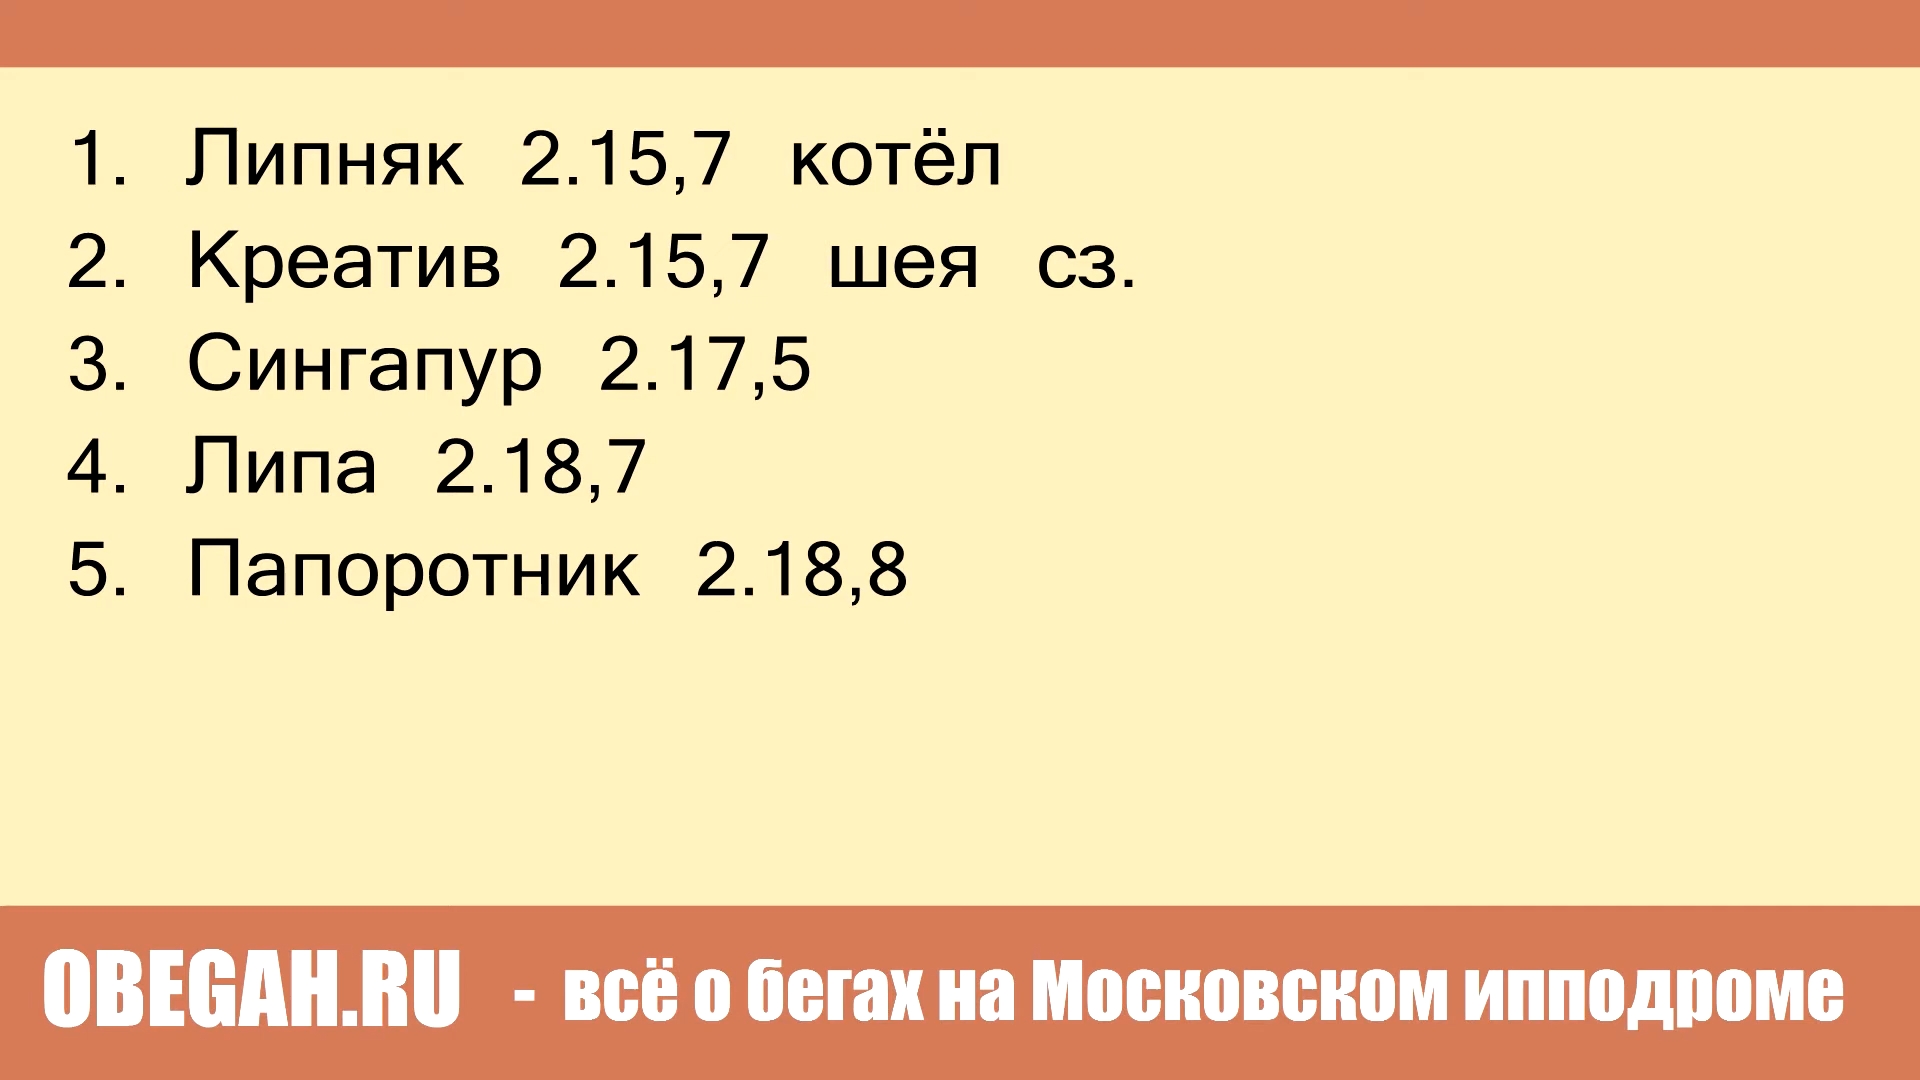 1. Липняк 2.15,7 котёл
2. Креатив 2.15,7 шея сз.
3. Сингапур 2.17,5
4. Липа 2.18,7
5. Папоротник 2.18,8
OBEGAH.RU - всё о бегах на Московском ипподроме